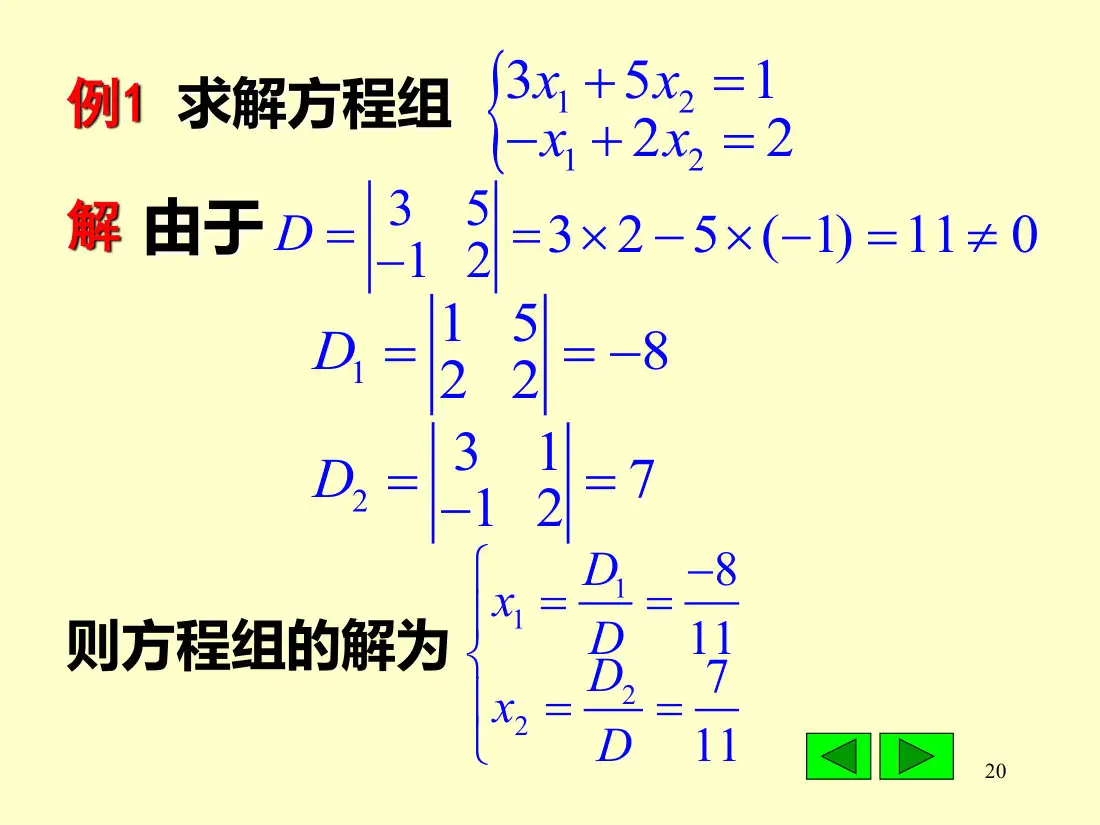 例1 求解方程组 {3x₁ + 5x₂ = 1
−x₁ + 2x₂ = 2
解 由于 D = |3 5
−1 2| = 3 × 2 − 5 × (−1) = 11 ≠ 0
D₁ = |1 5
2 2| = −8
D₂ = |3 1
−1 2| = 7
则方程组的解为 {x₁ = D₁/D = −8/11
x₂ = D₂/D = 7/11
20